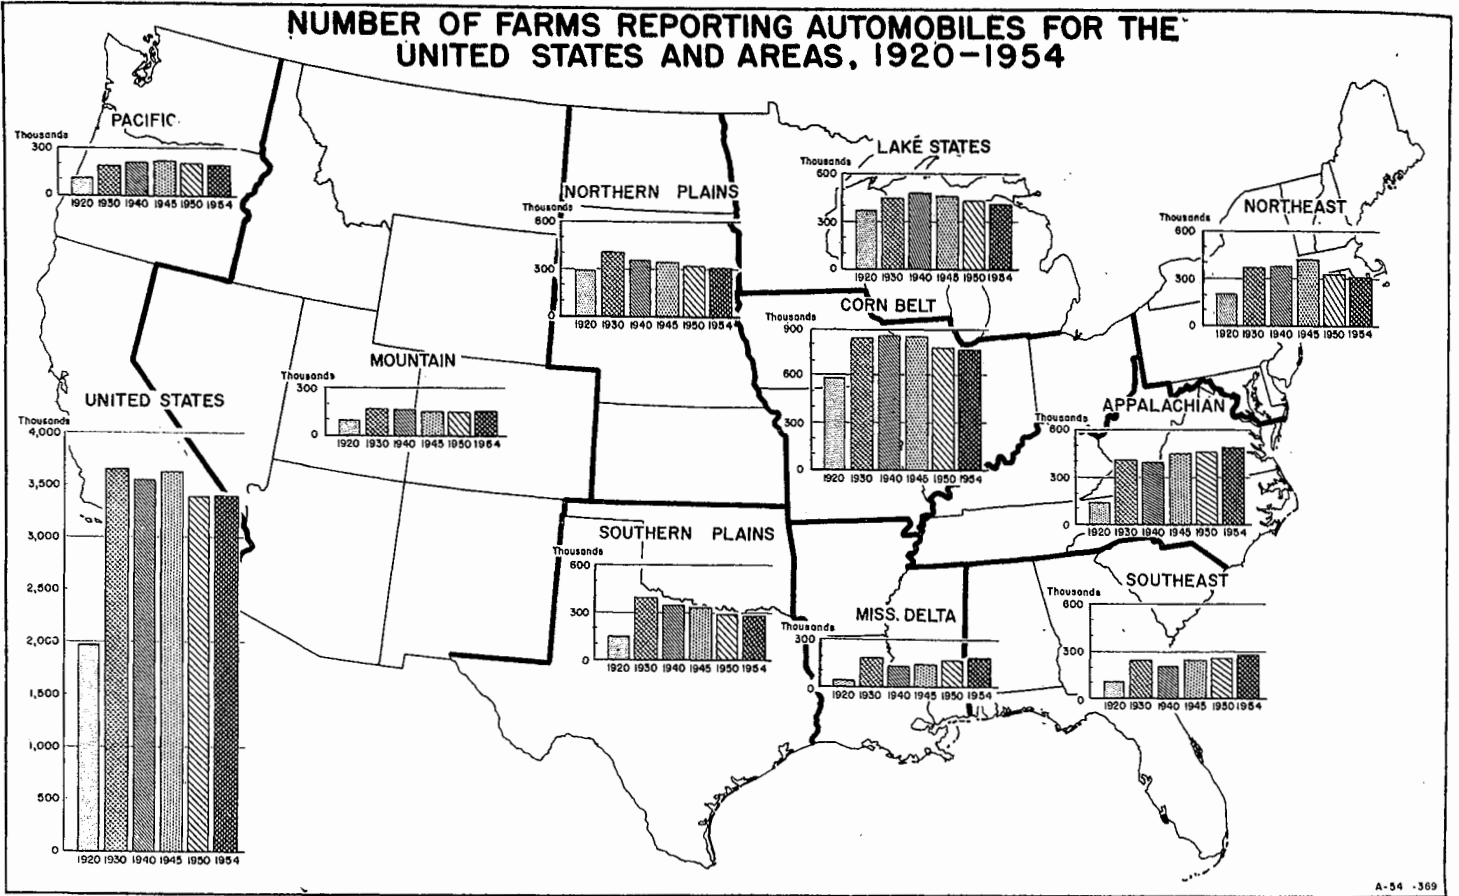 NUMBER OF FARMS REPORTING AUTOMOBILES FOR THE
UNITED STATES AND AREAS, 1920-1954
PACIFIC
Thousands
300
0
1920 1930 1940 1945 1950 1954
NORTHERN PLAINS
Thousands
600
300
0
1920 1930 1940 1945 1950 1954
LAKE STATES
Thousands
600
300
0
1920 1930 1940 1945 1950 1954
NORTHEAST
Thousands
600
300
0
1920 1930 1940 1945 1950 1954
CORN BELT
Thousands
900
600
300
0
1920 1930 1940 1945 1950 1954
MOUNTAIN
Thousands
300
0
1920 1930 1940 1945 1950 1954
UNITED STATES
Thousands
4,000
3,500
3,000
2,500
2,000
1,500
1,000
500
0
1920 1930 1940 1945 1950 1954
APPALACHIAN
Thousands
600
300
0
1920 1930 1940 1945 1950 1954
SOUTHERN PLAINS
Thousands
600
300
0
1920 1930 1940 1945 1950 1954
MISS. DELTA
Thousands
300
0
1920 1930 1940 1945 1950 1954
SOUTHEAST
Thousands
600
300
0
1920 1930 1940 1945 1950 1954
A-54 -369